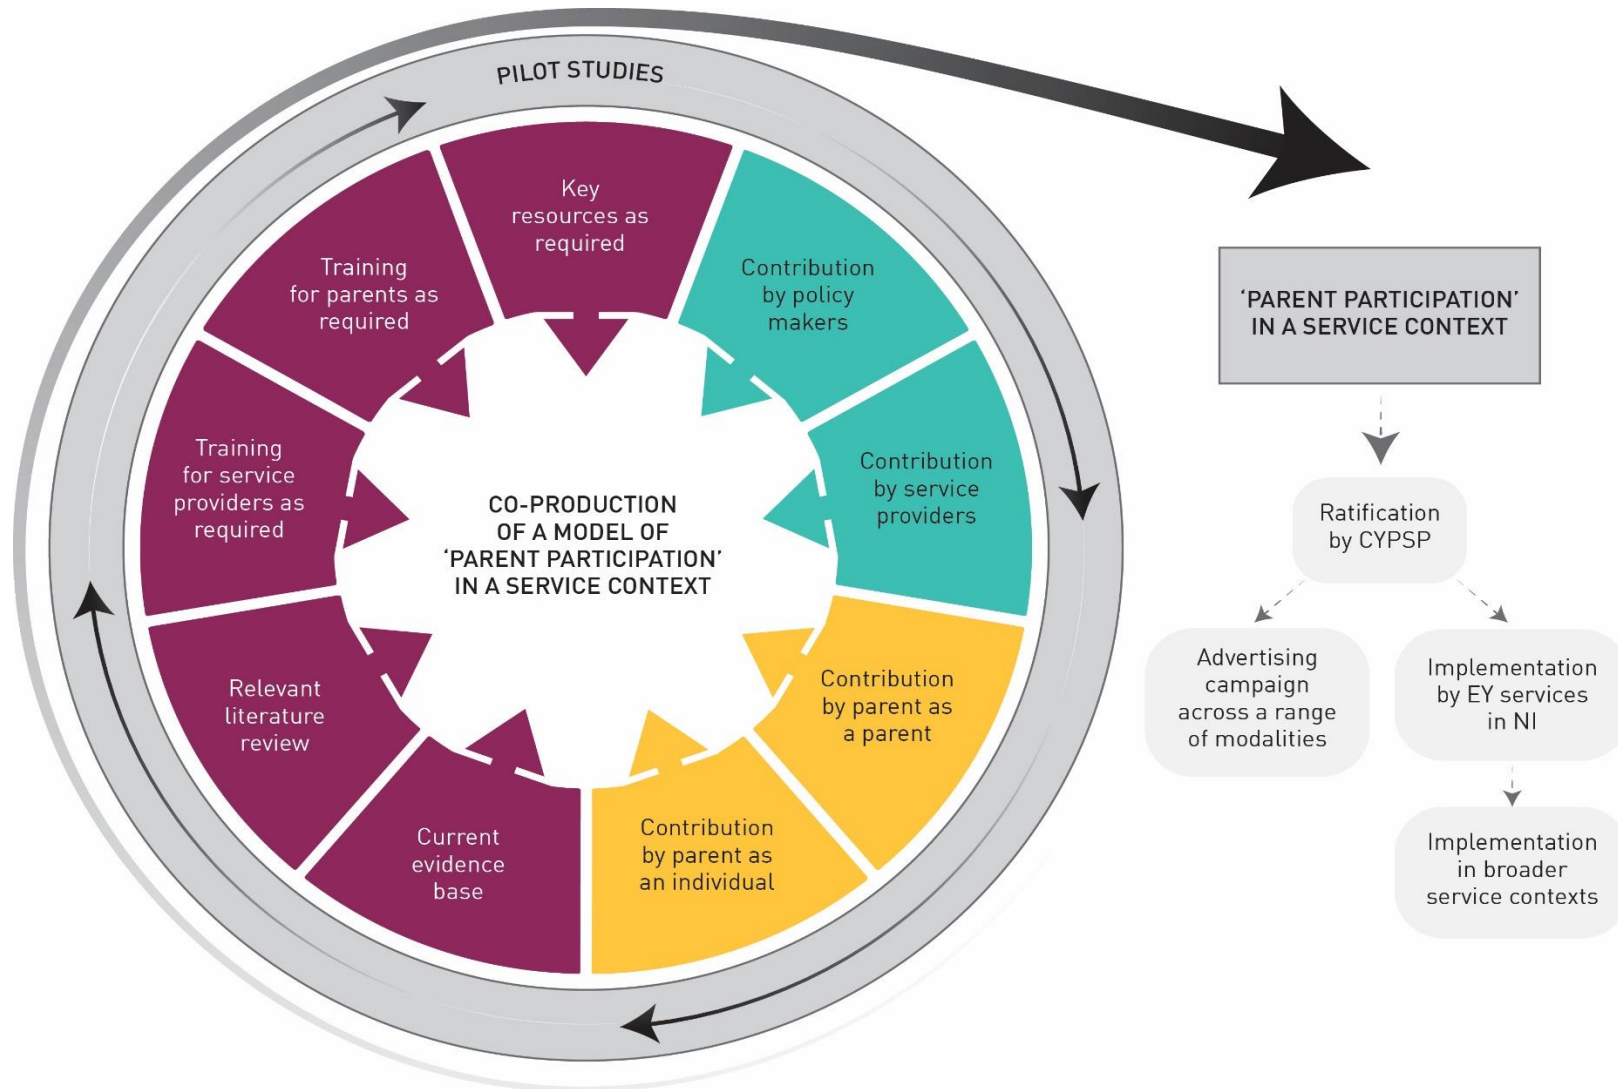 PILOT STUDIES
Key
resources as
required
Contribution
by policy
makers
Contribution
by service
providers
Contribution
by parent as
a parent
Contribution
by parent as
an individual
Current
evidence
base
Relevant
literature
review
Training
for service
providers as
required
Training
for parents as
required
CO-PRODUCTION
OF A MODEL OF
‘PARENT PARTICIPATION’
IN A SERVICE CONTEXT
‘PARENT PARTICIPATION’
IN A SERVICE CONTEXT
Ratification
by CYPSP
Advertising
campaign
across a range
of modalities
Implementation
by EY services
in NI
Implementation
in broader
service contexts